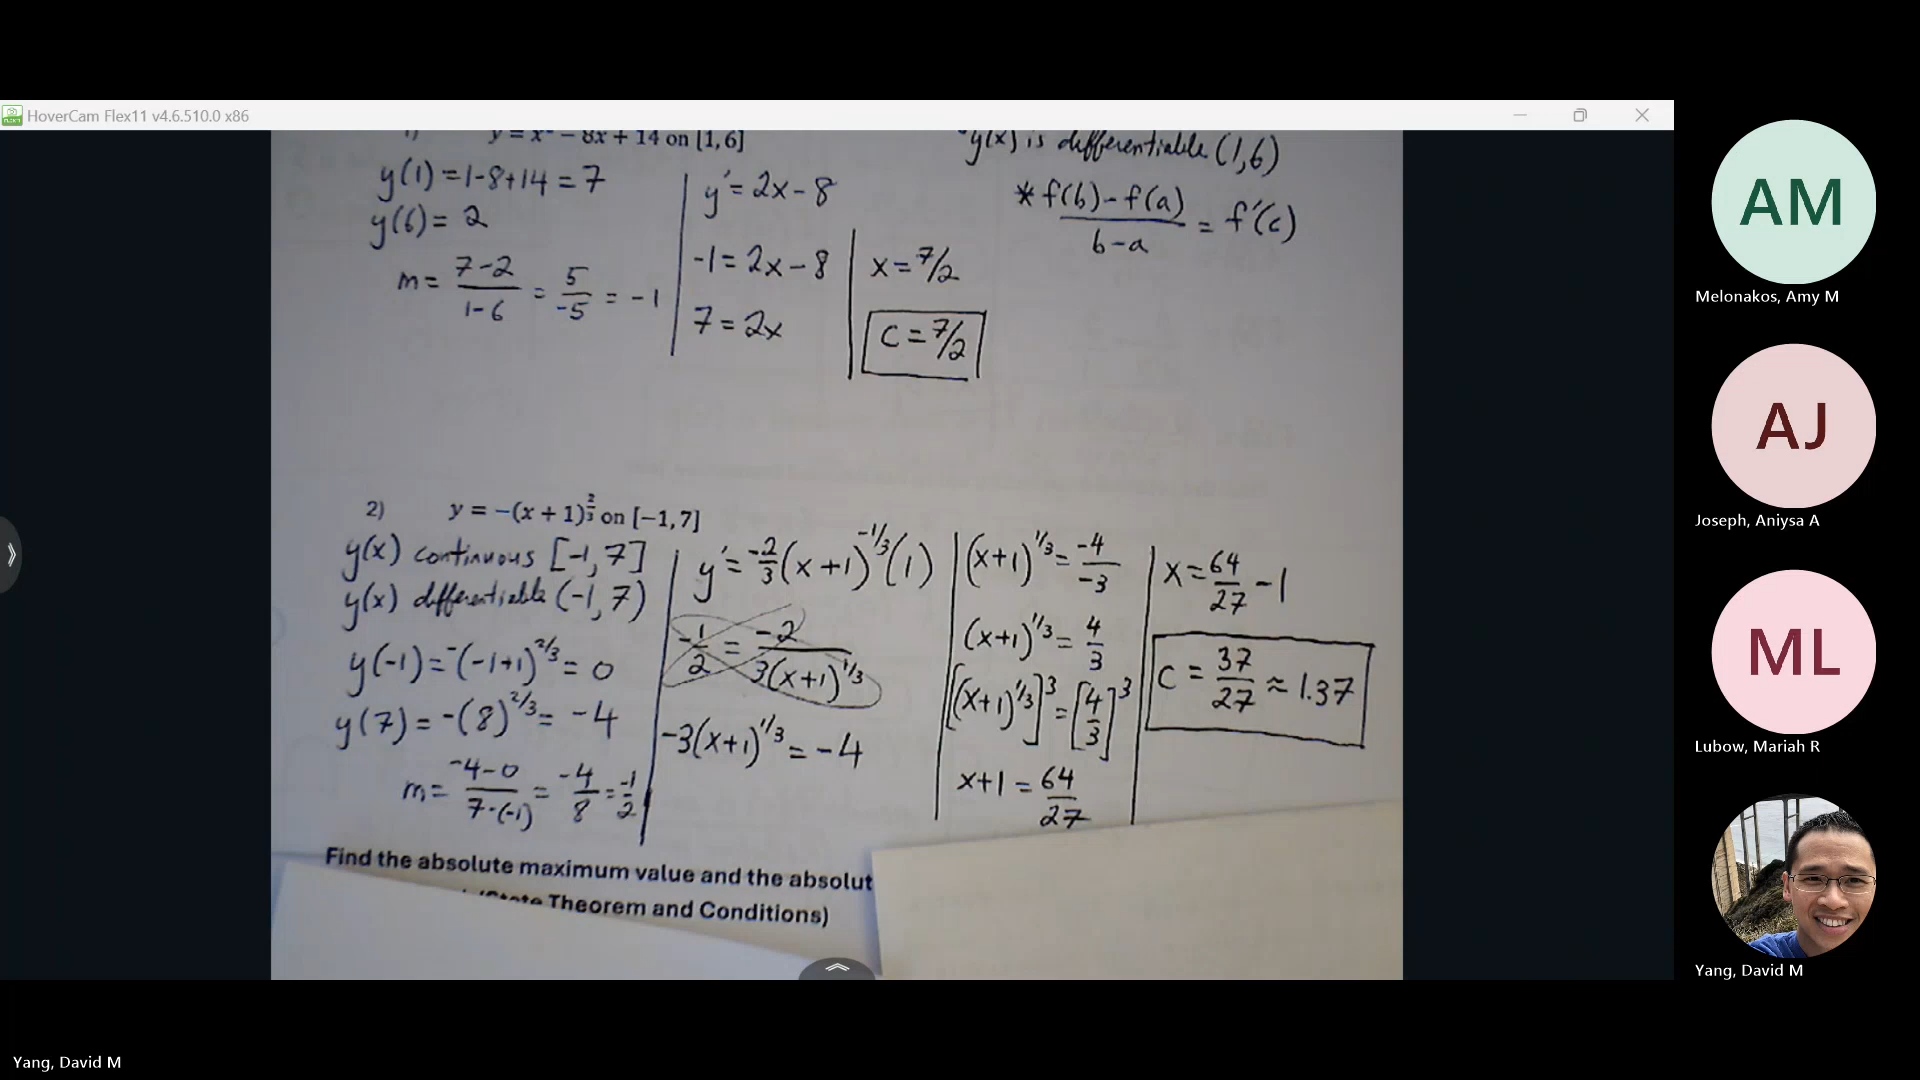 HoverCam Flex11 v4.6.510.0 x86
y = x² − 8x + 14 on [1, 6]
y(1) = 1-8+14 = 7
y(6) = 2
m = 7-2/1-6 = 5/-5 = -1
y' = 2x - 8
-1 = 2x - 8
7 = 2x
x = 7/2
c = 7/2
y(x) is differentiable (1,6)
* f(b)-f(a)/b-a = f'(c)
2) y = −(x + 1)^2/3 on [−1, 7]
y(x) continuous [-1, 7]
y(x) differentiable (-1, 7)
y(-1) = -(-1+1)^2/3 = 0
y(7) = -(8)^2/3 = -4
m = -4-0/7-(-1) = -4/8 = -1/2
y' = -2/3(x+1)^-1/3(1)
-1/2 = -2/3(x+1)^1/3
-3(x+1)^1/3 = -4
(x+1)^1/3 = -4/-3
(x+1)^1/3 = 4/3
[(x+1)^1/3]^3 = [4/3]^3
x+1 = 64/27
x = 64/27 - 1
c = 37/27 ≈ 1.37
Find the absolute maximum value and the absolut
Theorem and Conditions)
AM
Melonakos, Amy M
AJ
Joseph, Aniysa A
ML
Lubow, Mariah R
Yang, David M
Yang, David M